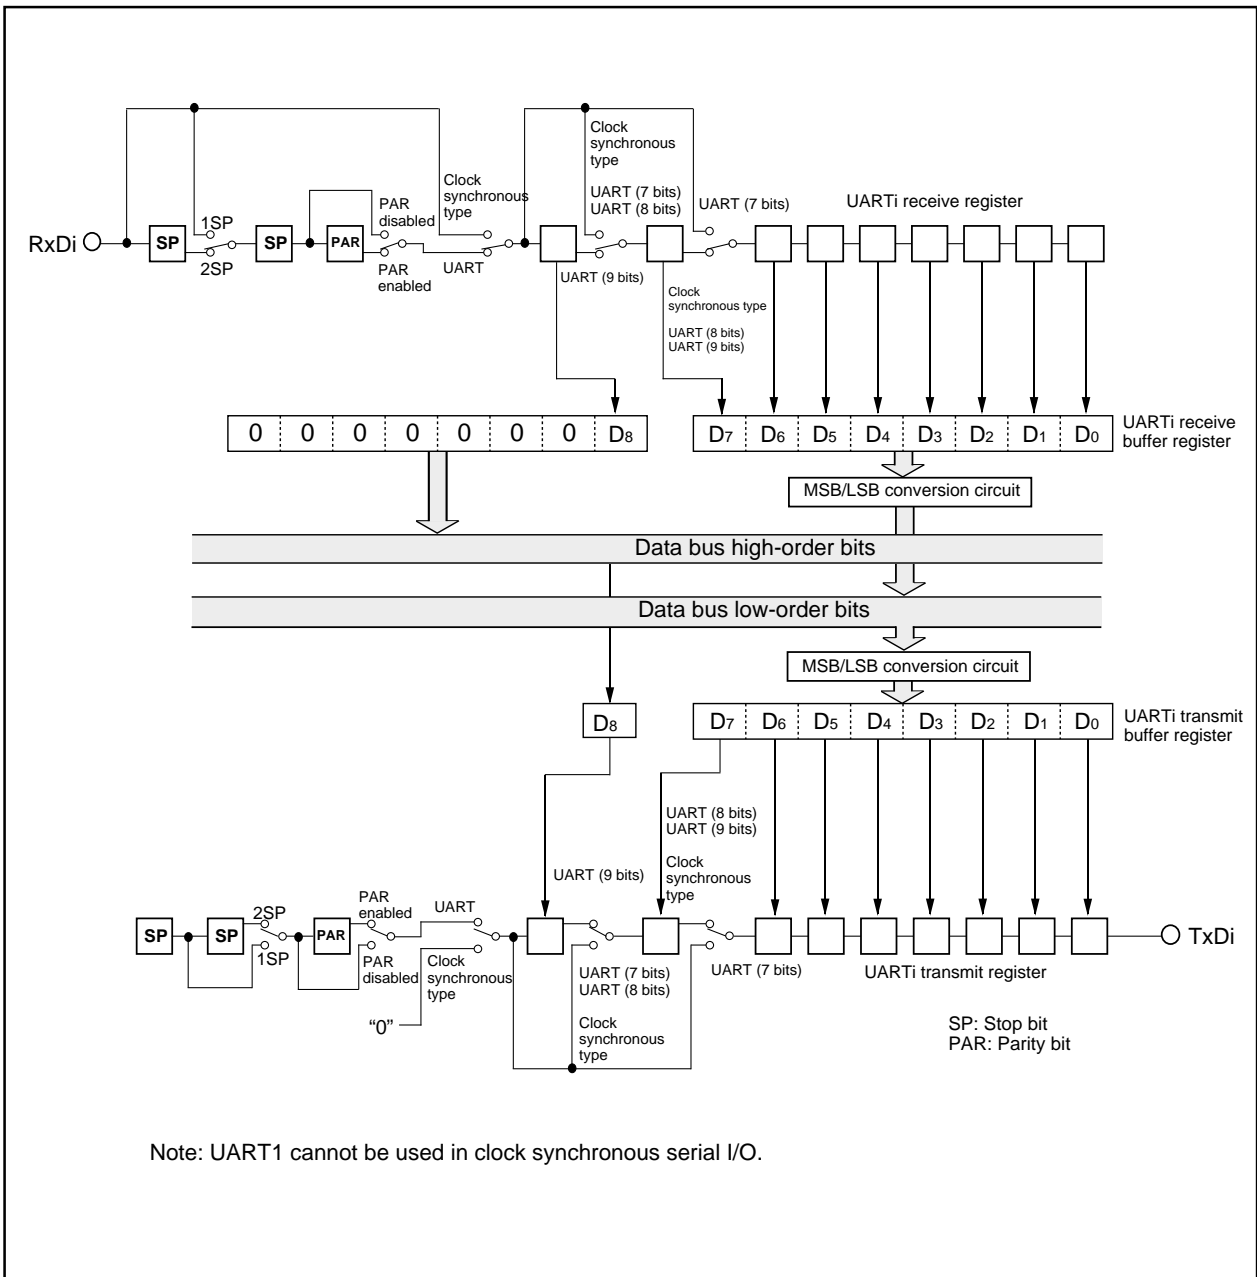 Clock
synchronous
type
UART (7 bits)
UART (8 bits)
Clock
synchronous
type
PAR
disabled
1SP
UART (7 bits)
UARTi receive register
RxDi
SP
SP
PAR
2SP
PAR
enabled
UART
UART (9 bits)
Clock
synchronous type
UART (8 bits)
UART (9 bits)
0 0 0 0 0 0 0 D8
D7 D6 D5 D4 D3 D2 D1 D0
UARTi receive
buffer register
MSB/LSB conversion circuit
Data bus high-order bits
Data bus low-order bits
MSB/LSB conversion circuit
D8
D7 D6 D5 D4 D3 D2 D1 D0
UARTi transmit
buffer register
UART (8 bits)
UART (9 bits)
Clock
synchronous
type
UART (9 bits)
PAR
enabled
UART
2SP
SP
SP
PAR
TxDi
1SP
PAR
disabled
Clock
synchronous
type
UART (7 bits)
UART (8 bits)
UART (7 bits)
UARTi transmit register
“0”
Clock
synchronous
type
SP: Stop bit
PAR: Parity bit
Note: UART1 cannot be used in clock synchronous serial I/O.